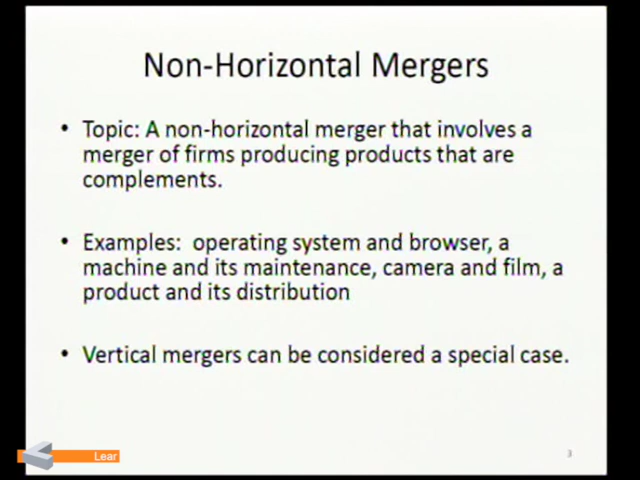 Non-Horizontal Mergers
• Topic: A non-horizontal merger that involves a
merger of firms producing products that are
complements.
• Examples:  operating system and browser, a
machine and its maintenance, camera and film, a
product and its distribution
• Vertical mergers can be considered a special case.
Lear
3